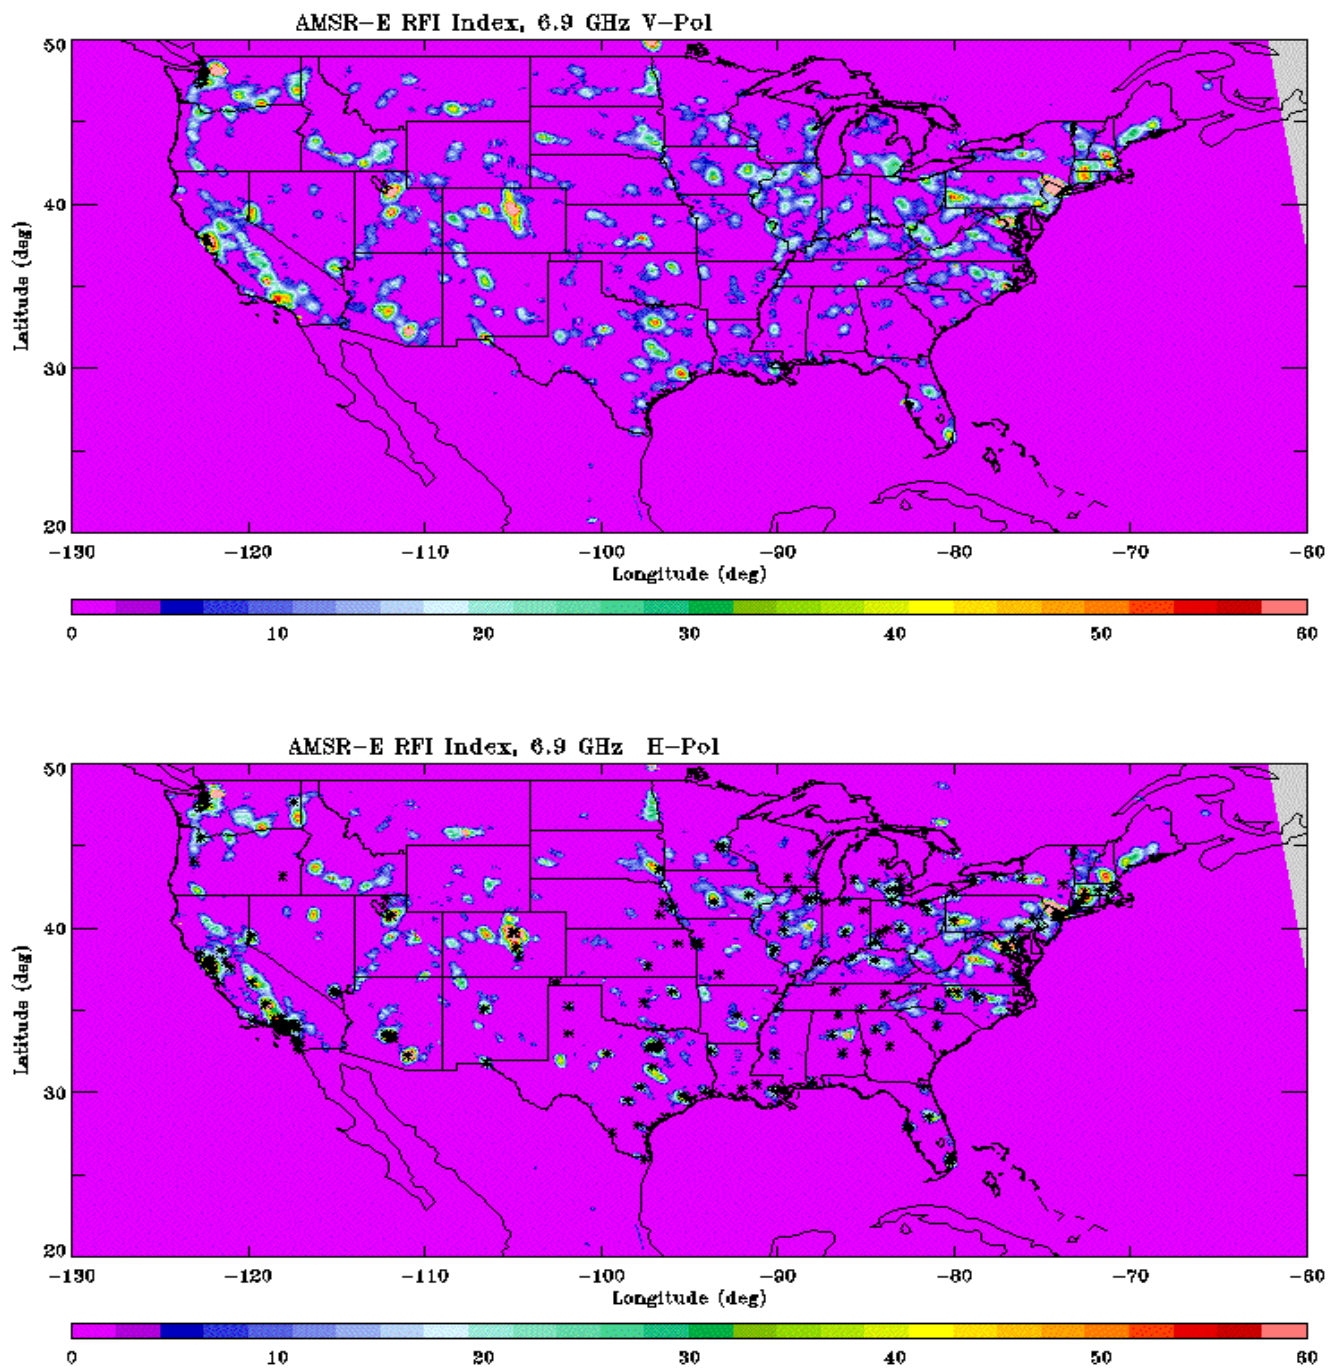 AMSR-E RFI Index, 6.9 GHz V-Pol
50
40
30
20
Latitude (deg)
-130 -120 -110 -100 -90 -80 -70 -60
Longitude (deg)
0 10 20 30 40 50 60
AMSR-E RFI Index, 6.9 GHz H-Pol
50
40
30
20
Latitude (deg)
-130 -120 -110 -100 -90 -80 -70 -60
Longitude (deg)
0 10 20 30 40 50 60